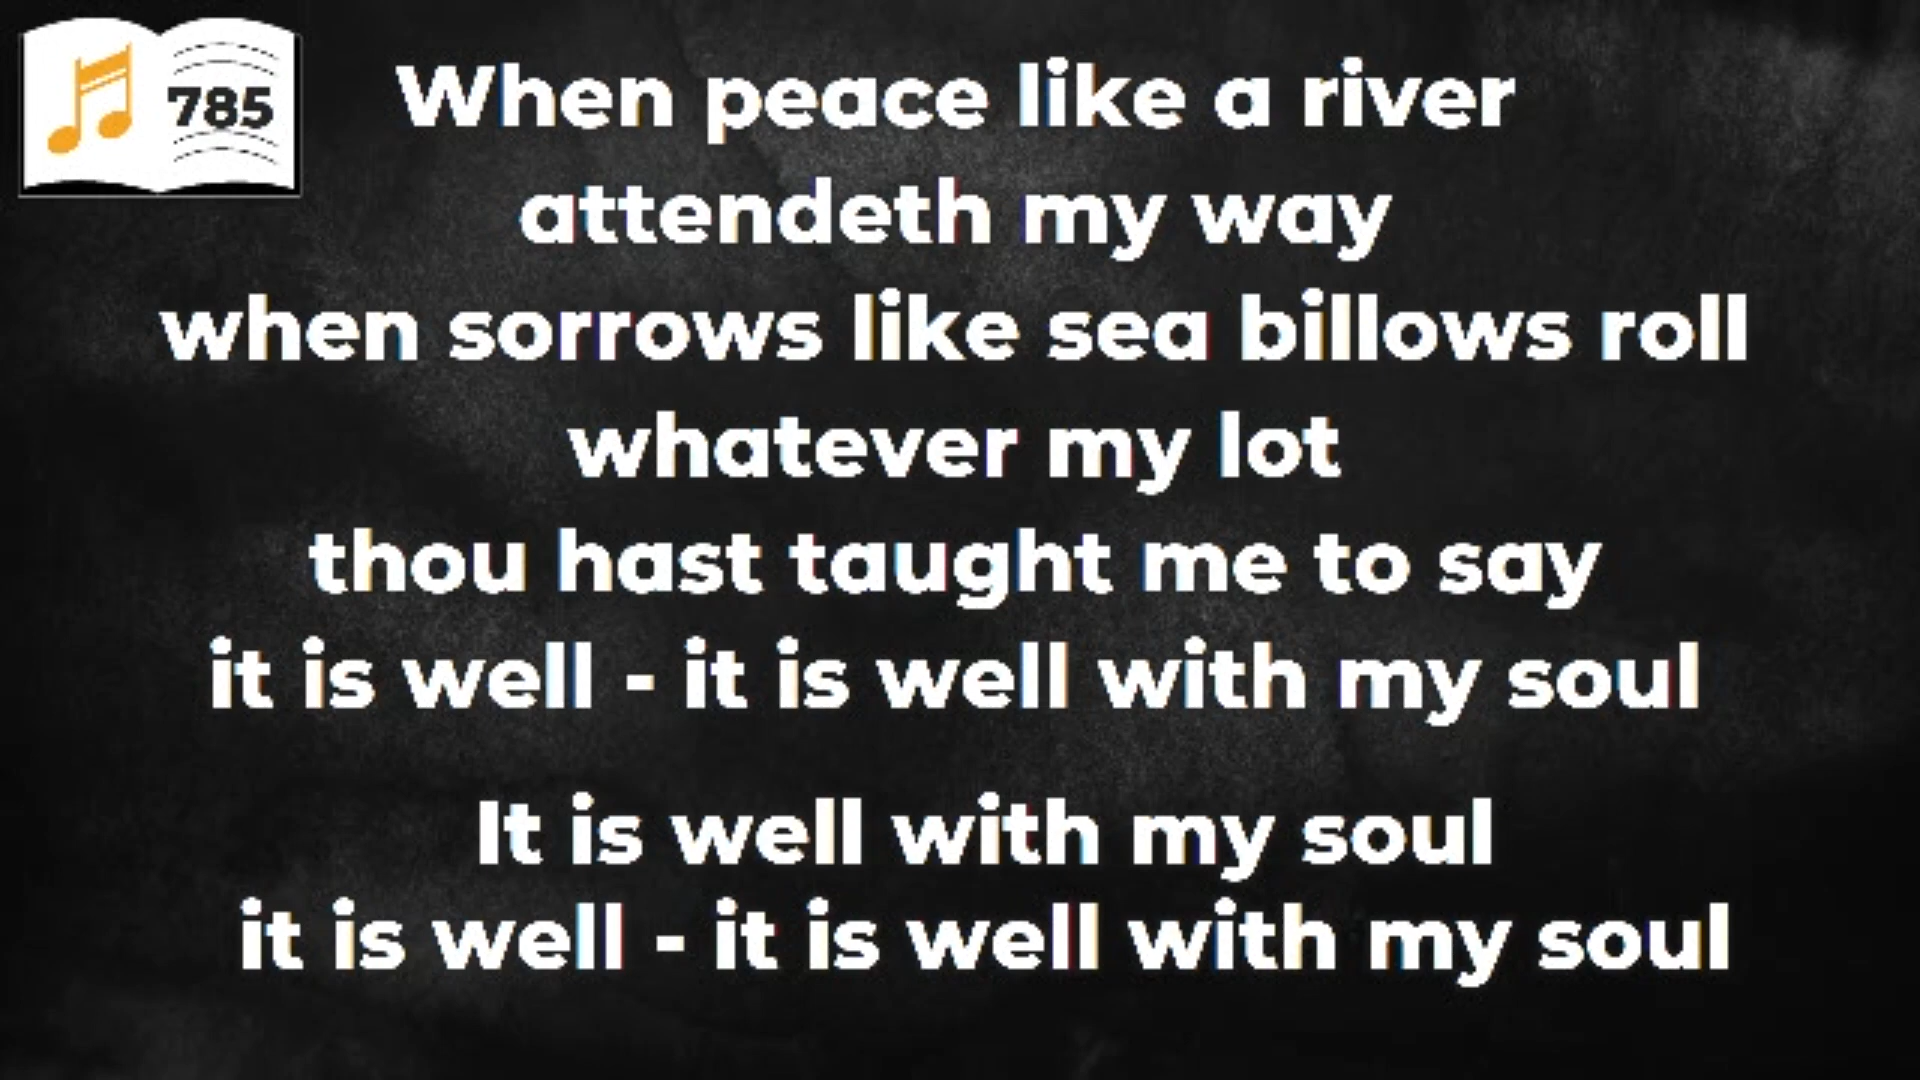 785
When peace like a river
attendeth my way
when sorrows like sea billows roll
whatever my lot
thou hast taught me to say
it is well - it is well with my soul
It is well with my soul
it is well - it is well with my soul